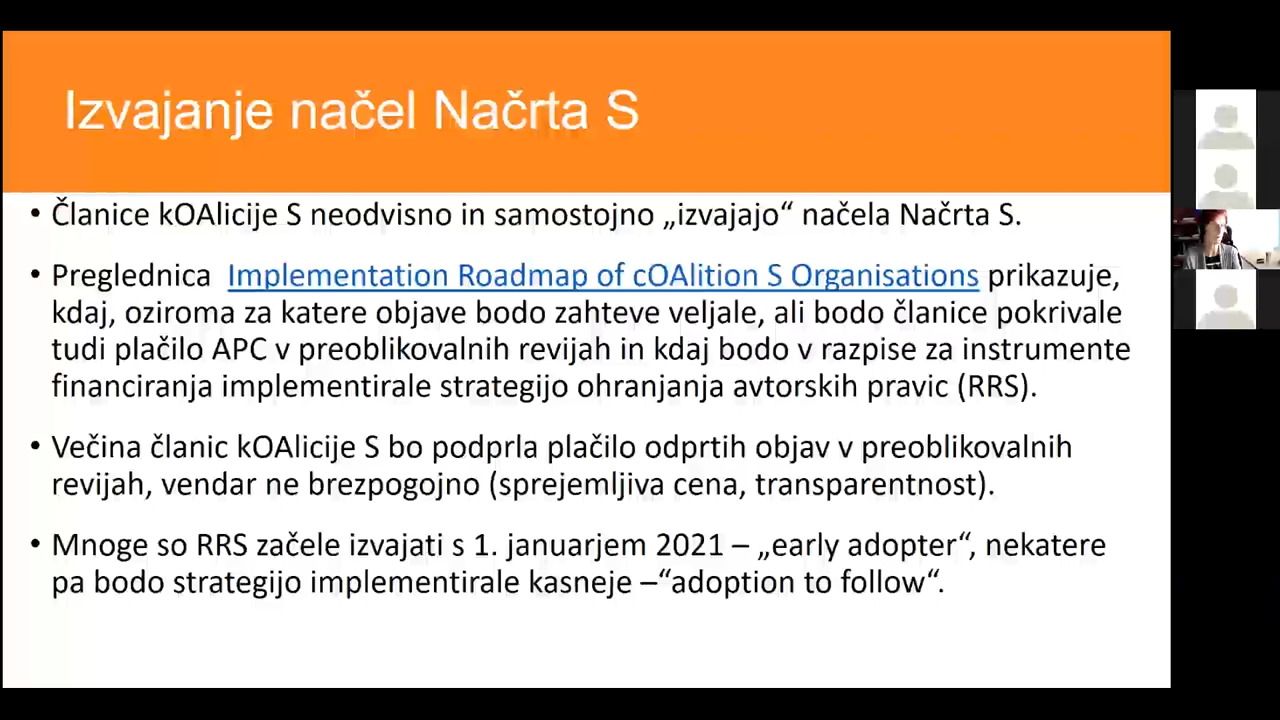 Izvajanje načel Načrta S
• Članice kOAlicije S neodvisno in samostojno „izvajajo“ načela Načrta S.
• Preglednica Implementation Roadmap of cOAlition S Organisations prikazuje,
kdaj, oziroma za katere objave bodo zahteve veljale, ali bodo članice pokrivale
tudi plačilo APC v preoblikovalnih revijah in kdaj bodo v razpise za instrumente
financiranja implementirale strategijo ohranjanja avtorskih pravic (RRS).
• Večina članic kOAlicije S bo podprla plačilo odprtih objav v preoblikovalnih
revijah, vendar ne brezpogojno (sprejemljiva cena, transparentnost).
• Mnoge so RRS začele izvajati s 1. januarjem 2021 – „early adopter“, nekatere
pa bodo strategijo implementirale kasneje –“adoption to follow“.